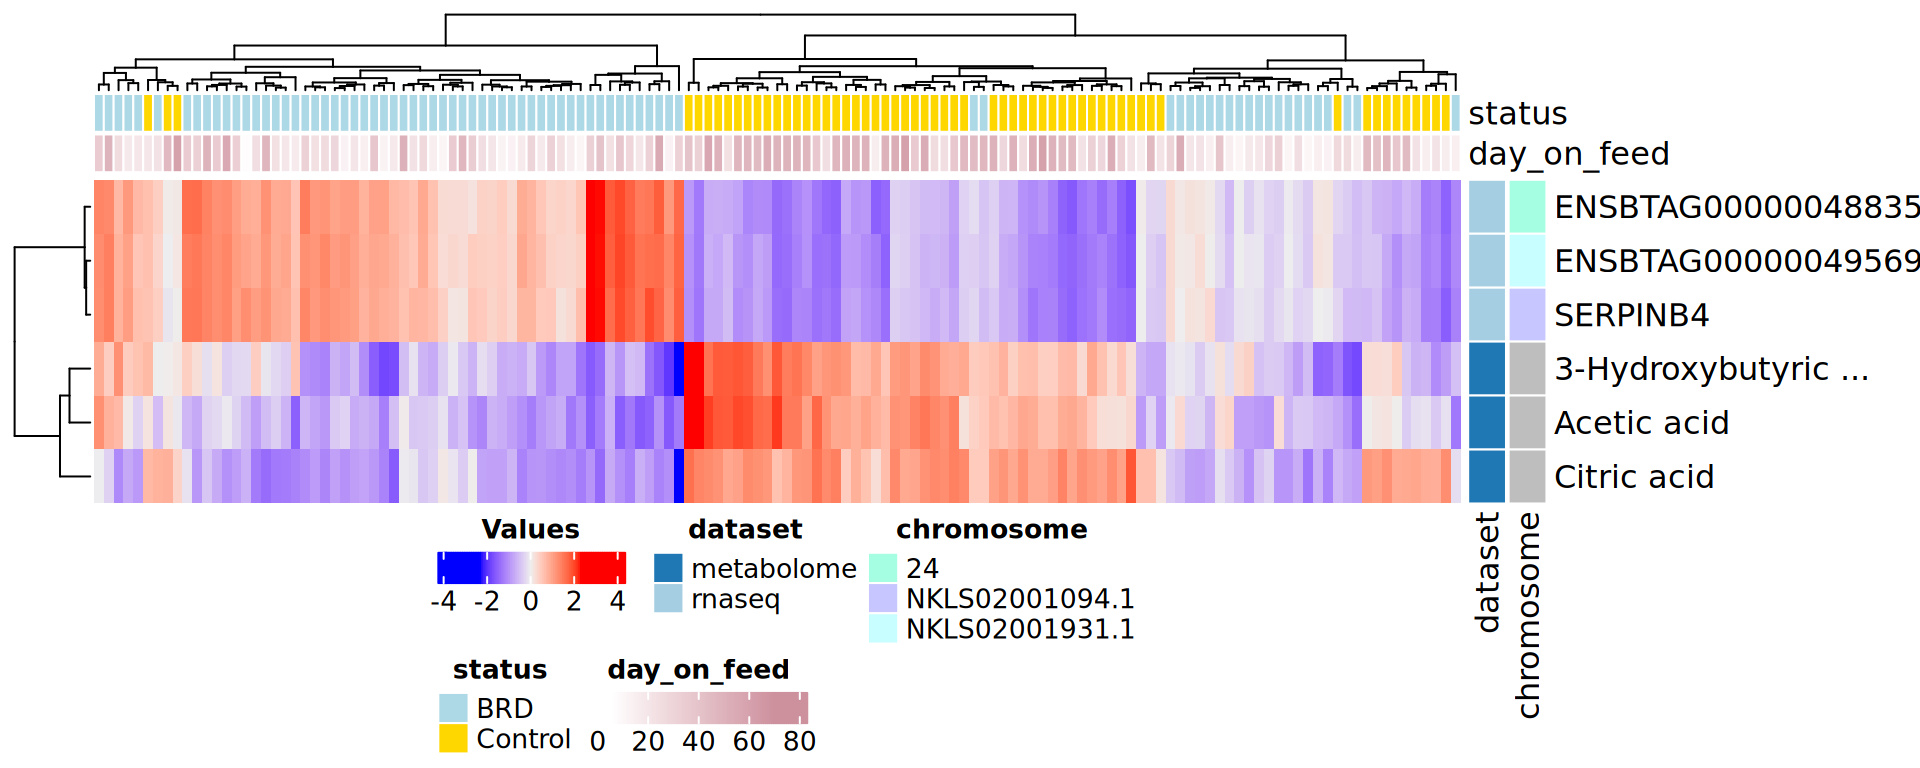 status
day_on_feed
ENSBTAG00000048835
ENSBTAG00000049569
SERPINB4
3-Hydroxybutyric ...
Acetic acid
Citric acid
dataset
chromosome
Values
-4 -2 0 2 4
dataset
metabolome
rnaseq
chromosome
24
NKLS02001094.1
NKLS02001931.1
status
BRD
Control
day_on_feed
0 20 40 60 80